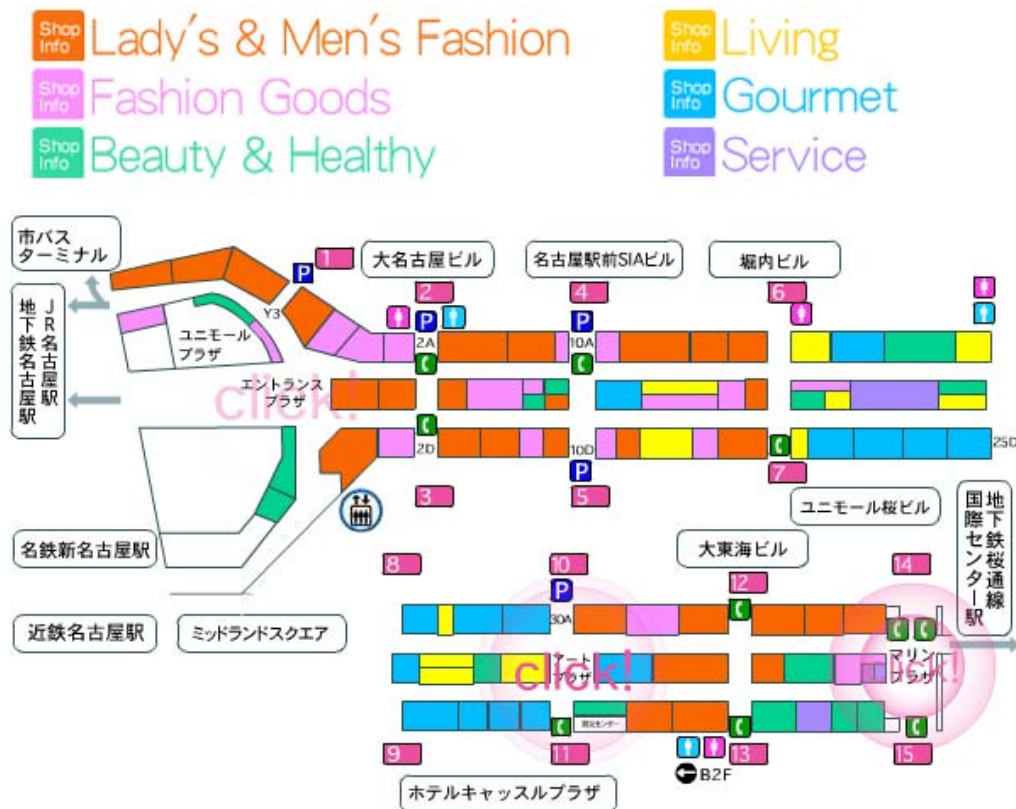 Shop Info Lady's & Men's Fashion
Shop Info Living
Shop Info Fashion Goods
Shop Info Gourmet
Shop Info Beauty & Healthy
Shop Info Service
市バス
ターミナル
1
大名古屋ビル
名古屋駅前SIAビル
堀内ビル
P
2
4
6
JR名古屋駅
地下鉄名古屋駅
Y3
P
P
ユニモール
プラザ
2A
10A
エントランス
プラザ
click!
2D
10D
25D
P
3
5
7
ユニモール桜ビル
地下鉄桜通線
国際センター駅
名鉄新名古屋駅
大東海ビル
8
10
12
14
P
近鉄名古屋駅
ミッドランドスクエア
30A
アート
プラザ
click!
マリン
プラザ
click!
防災センター
9
11
13
15
B2F
ホテルキャッスルプラザ